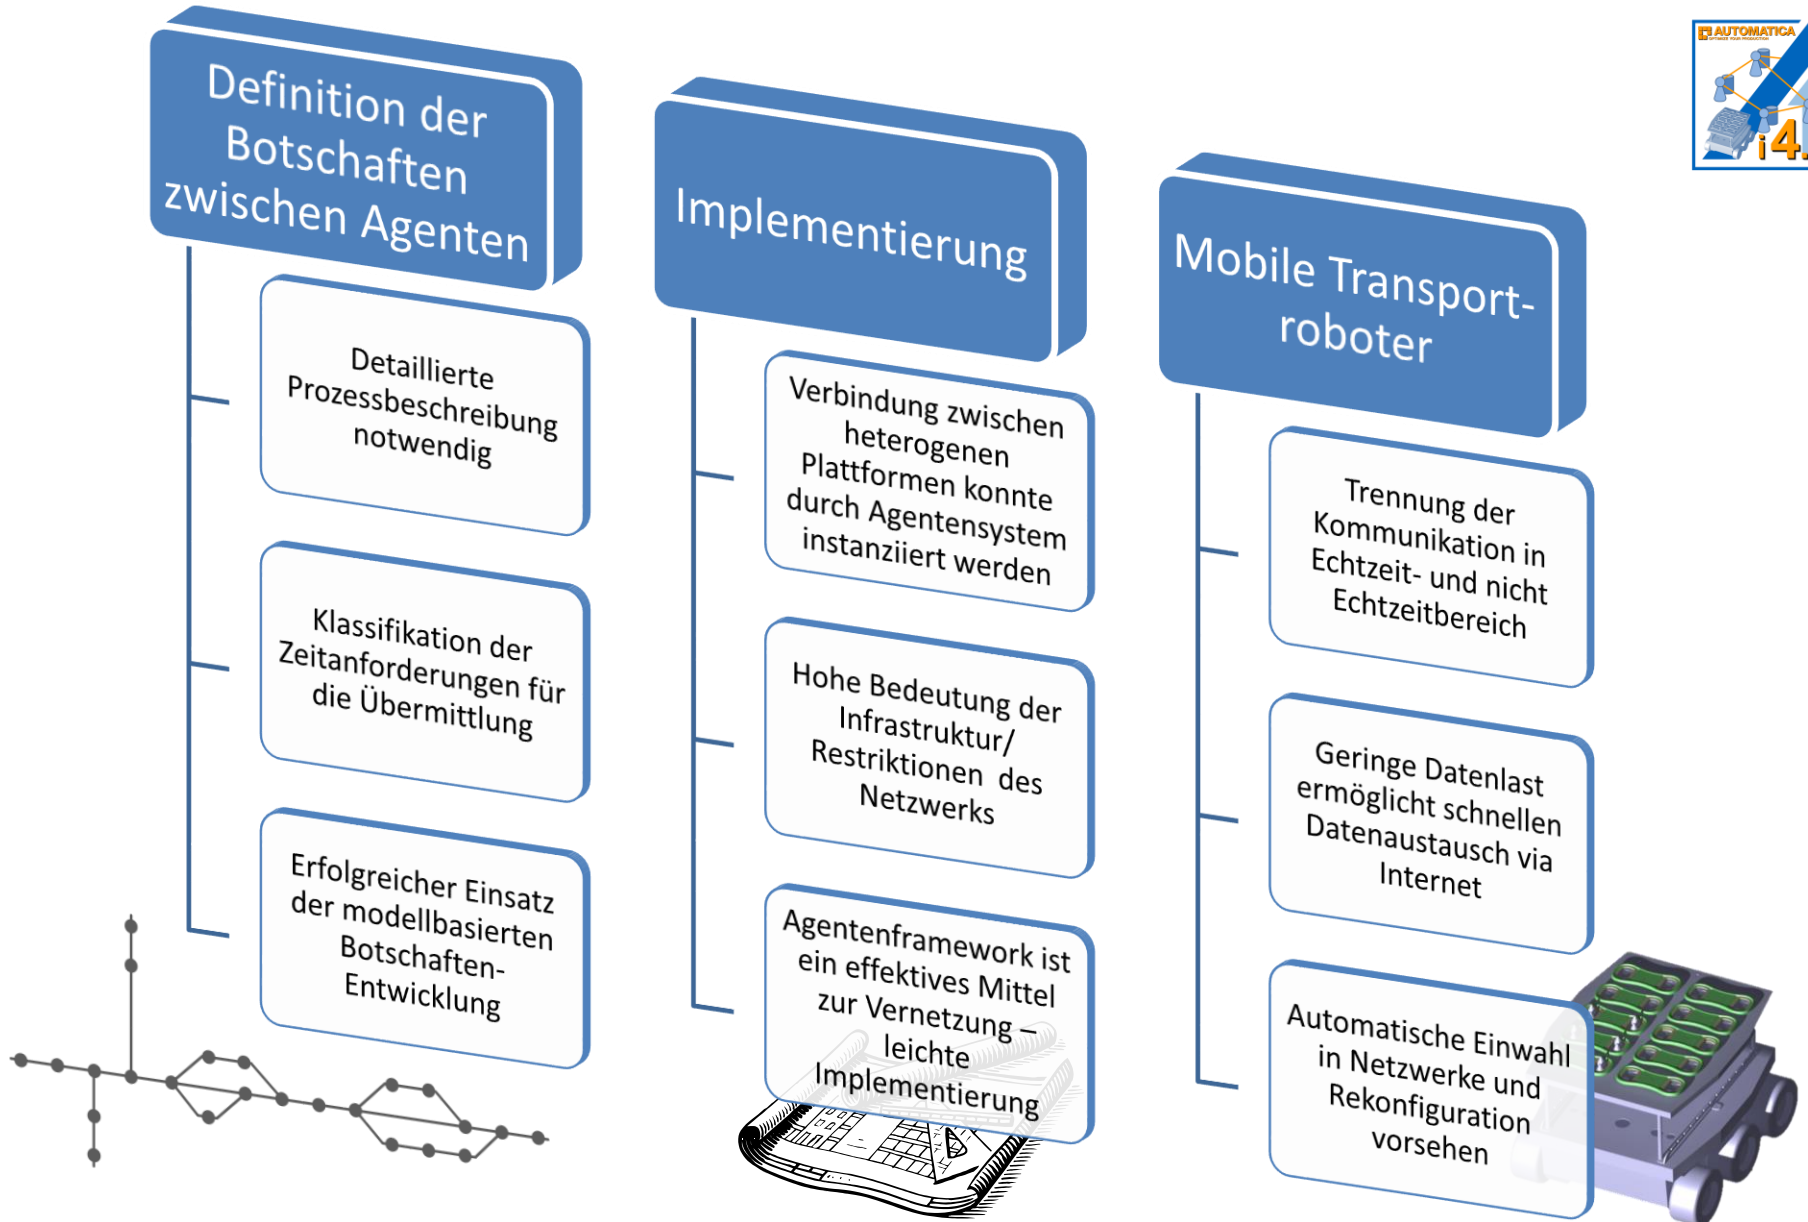 Definition der
Botschaften
zwischen Agenten
Detaillierte
Prozessbeschreibung
notwendig
Klassifikation der
Zeitanforderungen für
die Übermittlung
Erfolgreicher Einsatz
der modellbasierten
Botschaften-
Entwicklung
Implementierung
Verbindung zwischen
heterogenen
Plattformen konnte
durch Agentensystem
instanziiert werden
Hohe Bedeutung der
Infrastruktur/
Restriktionen des
Netzwerks
Agentenframework ist
ein effektives Mittel
zur Vernetzung –
leichte
Implementierung
Mobile Transport-
roboter
Trennung der
Kommunikation in
Echtzeit- und nicht
Echtzeitbereich
Geringe Datenlast
ermöglicht schnellen
Datenaustausch via
Internet
Automatische Einwahl
in Netzwerke und
Rekonfiguration
vorsehen
AUTOMATICA
OPTIMIZE YOUR PRODUCTION
i4.